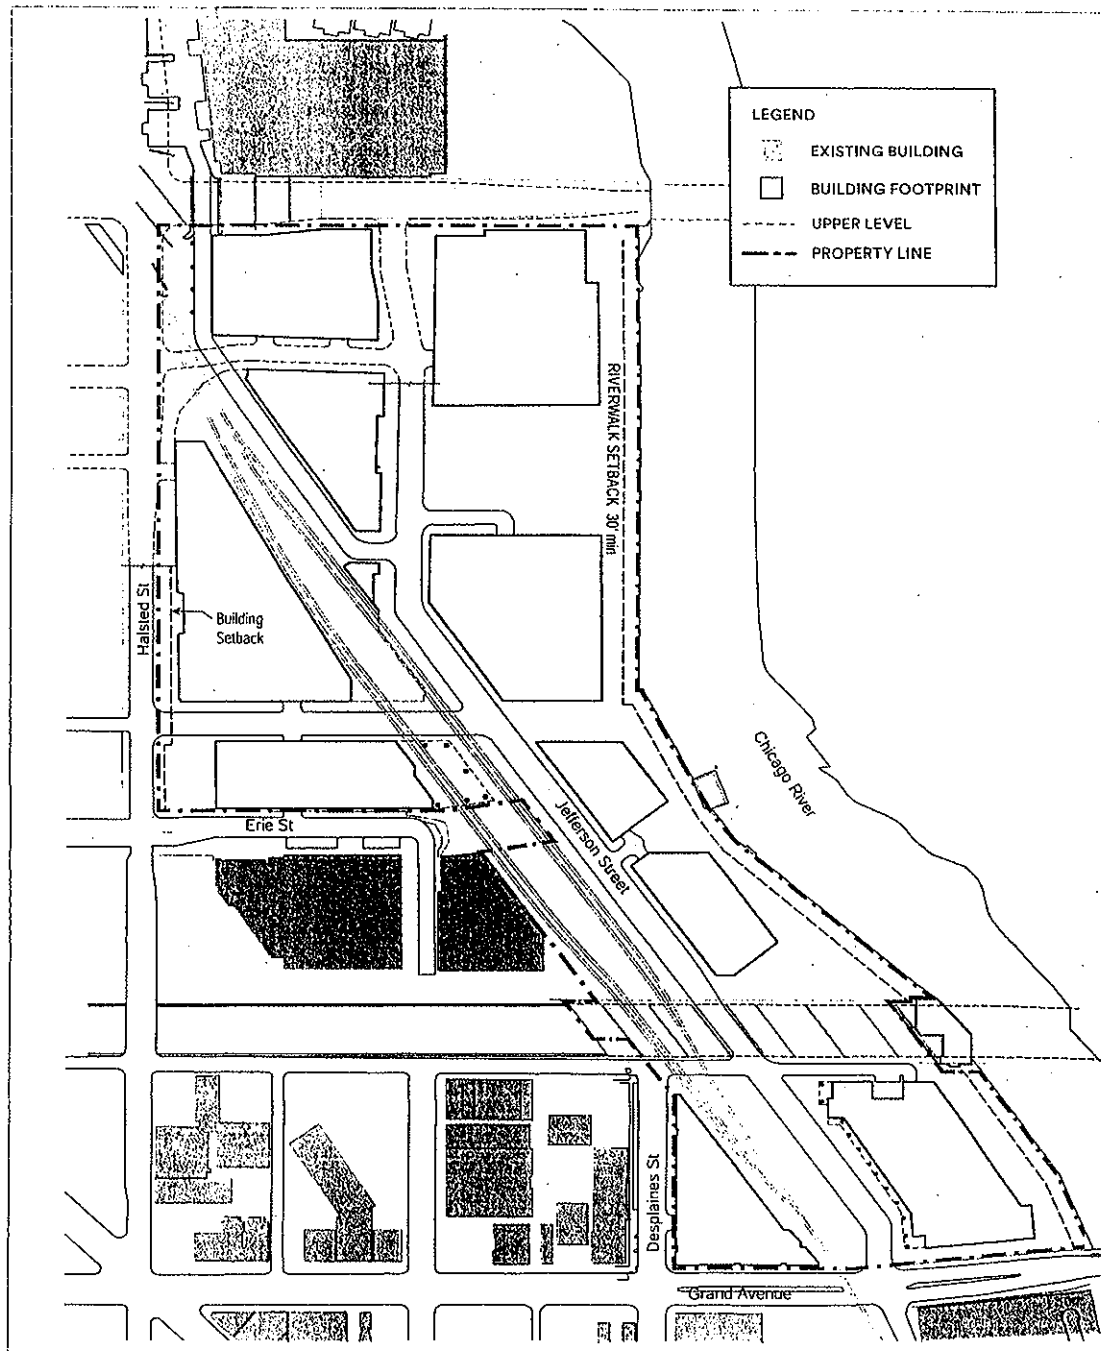 LEGEND
EXISTING BUILDING
BUILDING FOOTPRINT
UPPER LEVEL
PROPERTY LINE
RIVERWALK SETBACK 30' min
Halsted St
Building
Setback
Chicago River
Erie St
Jefferson Street
Desplaines St
Grand Avenue